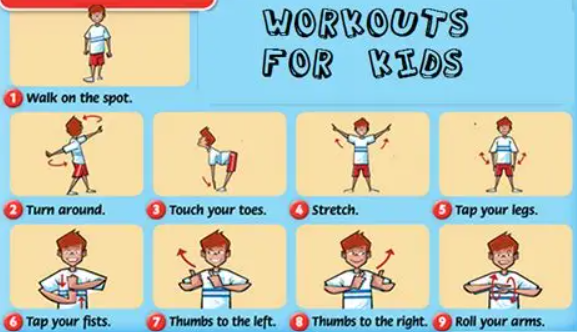 WORKOUTS
FOR KIDS
1 Walk on the spot.
2 Turn around.
3 Touch your toes.
4 Stretch.
5 Tap your legs.
6 Tap your fists.
7 Thumbs to the left.
8 Thumbs to the right.
9 Roll your arms.